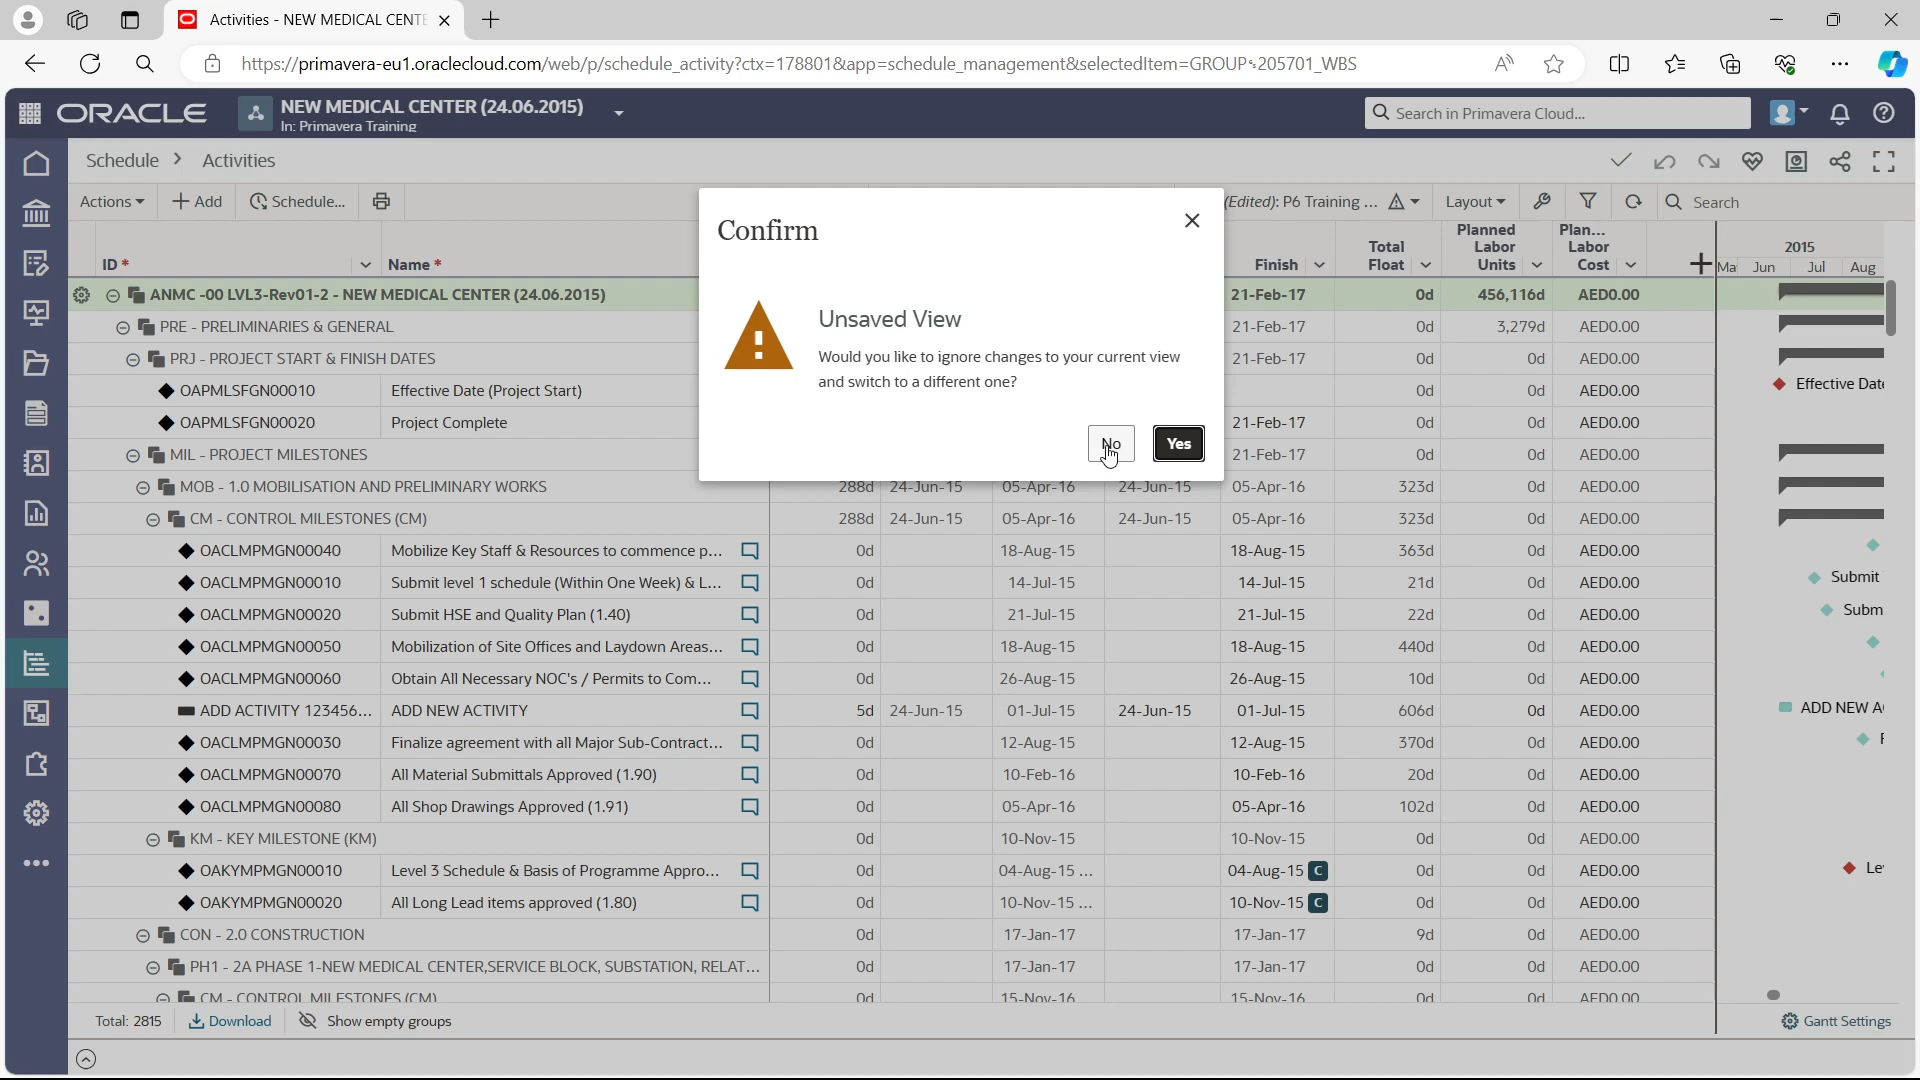 Activities - NEW MEDICAL CENTE
https://primavera-eu1.oraclecloud.com/web/p/schedule_activity?ctx=178801&app=schedule_management&selectedItem=GROUP%205701_WBS
ORACLE NEW MEDICAL CENTER (24.06.2015)
In: Primavera Training
Search in Primavera Cloud...
Schedule > Activities
Actions + Add Schedule... (Edited): P6 Training ... Layout Search
ID * Name * Finish Total Float Planned Labor Units Plan... Labor Cost 2015
Jun Jul Aug
ANMC -00 LVL3-Rev01-2 - NEW MEDICAL CENTER (24.06.2015) 21-Feb-17 0d 456,116d AED0.00
PRE - PRELIMINARIES & GENERAL 21-Feb-17 0d 3,279d AED0.00
PRJ - PROJECT START & FINISH DATES 21-Feb-17 0d 0d AED0.00
OAPMLSFGN00010 Effective Date (Project Start) 0d 0d AED0.00 Effective Date
OAPMLSFGN00020 Project Complete 21-Feb-17 0d 0d AED0.00
MIL - PROJECT MILESTONES 21-Feb-17 0d 0d AED0.00
Confirm
Unsaved View
Would you like to ignore changes to your current view
and switch to a different one?
No Yes
MOB - 1.0 MOBILISATION AND PRELIMINARY WORKS 288d 24-Jun-15 05-Apr-16 24-Jun-15 05-Apr-16 323d 0d AED0.00
CM - CONTROL MILESTONES (CM) 288d 24-Jun-15 05-Apr-16 24-Jun-15 05-Apr-16 323d 0d AED0.00
OACLMPMGN00040 Mobilize Key Staff & Resources to commence p... 0d 18-Aug-15 18-Aug-15 363d 0d AED0.00
OACLMPMGN00010 Submit level 1 schedule (Within One Week) & L... 0d 14-Jul-15 14-Jul-15 21d 0d AED0.00 Submit
OACLMPMGN00020 Submit HSE and Quality Plan (1.40) 0d 21-Jul-15 21-Jul-15 22d 0d AED0.00 Subm
OACLMPMGN00050 Mobilization of Site Offices and Laydown Areas... 0d 18-Aug-15 18-Aug-15 440d 0d AED0.00
OACLMPMGN00060 Obtain All Necessary NOC's / Permits to Com... 0d 26-Aug-15 26-Aug-15 10d 0d AED0.00
ADD ACTIVITY 123456... ADD NEW ACTIVITY 5d 24-Jun-15 01-Jul-15 24-Jun-15 01-Jul-15 606d 0d AED0.00 ADD NEW A
OACLMPMGN00030 Finalize agreement with all Major Sub-Contract... 0d 12-Aug-15 12-Aug-15 370d 0d AED0.00 F
OACLMPMGN00070 All Material Submittals Approved (1.90) 0d 10-Feb-16 10-Feb-16 20d 0d AED0.00
OACLMPMGN00080 All Shop Drawings Approved (1.91) 0d 05-Apr-16 05-Apr-16 102d 0d AED0.00
KM - KEY MILESTONE (KM) 0d 10-Nov-15 10-Nov-15 0d 0d AED0.00
OAKYMPMGN00010 Level 3 Schedule & Basis of Programme Appro... 0d 04-Aug-15 ... 04-Aug-15 C 0d 0d AED0.00 Le
OAKYMPMGN00020 All Long Lead items approved (1.80) 0d 10-Nov-15 ... 10-Nov-15 C 0d 0d AED0.00
CON - 2.0 CONSTRUCTION 0d 17-Jan-17 17-Jan-17 9d 0d AED0.00
PH1 - 2A PHASE 1-NEW MEDICAL CENTER,SERVICE BLOCK, SUBSTATION, RELAT... 0d 17-Jan-17 17-Jan-17 0d 0d AED0.00
CM - CONTROL MILESTONES (CM) 0d 15-Nov-16 15-Nov-16 0d 0d AED0.00
Total: 2815 Download Show empty groups Gantt Settings